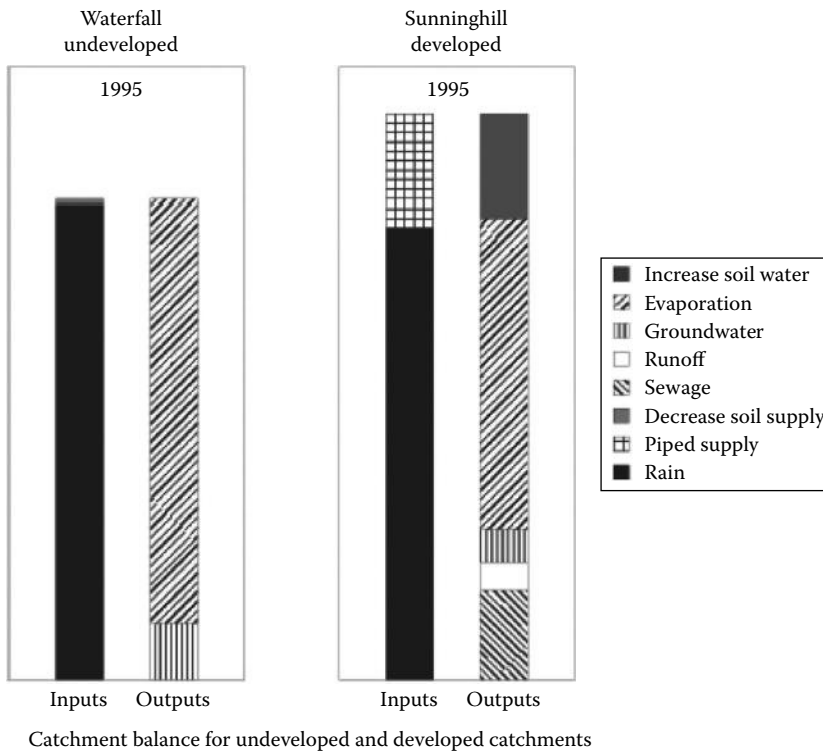 Waterfall
undeveloped
Sunninghill
developed
1995
1995
Increase soil water
Evaporation
Groundwater
Runoff
Sewage
Decrease soil supply
Piped supply
Rain
Inputs Outputs
Inputs Outputs
Catchment balance for undeveloped and developed catchments